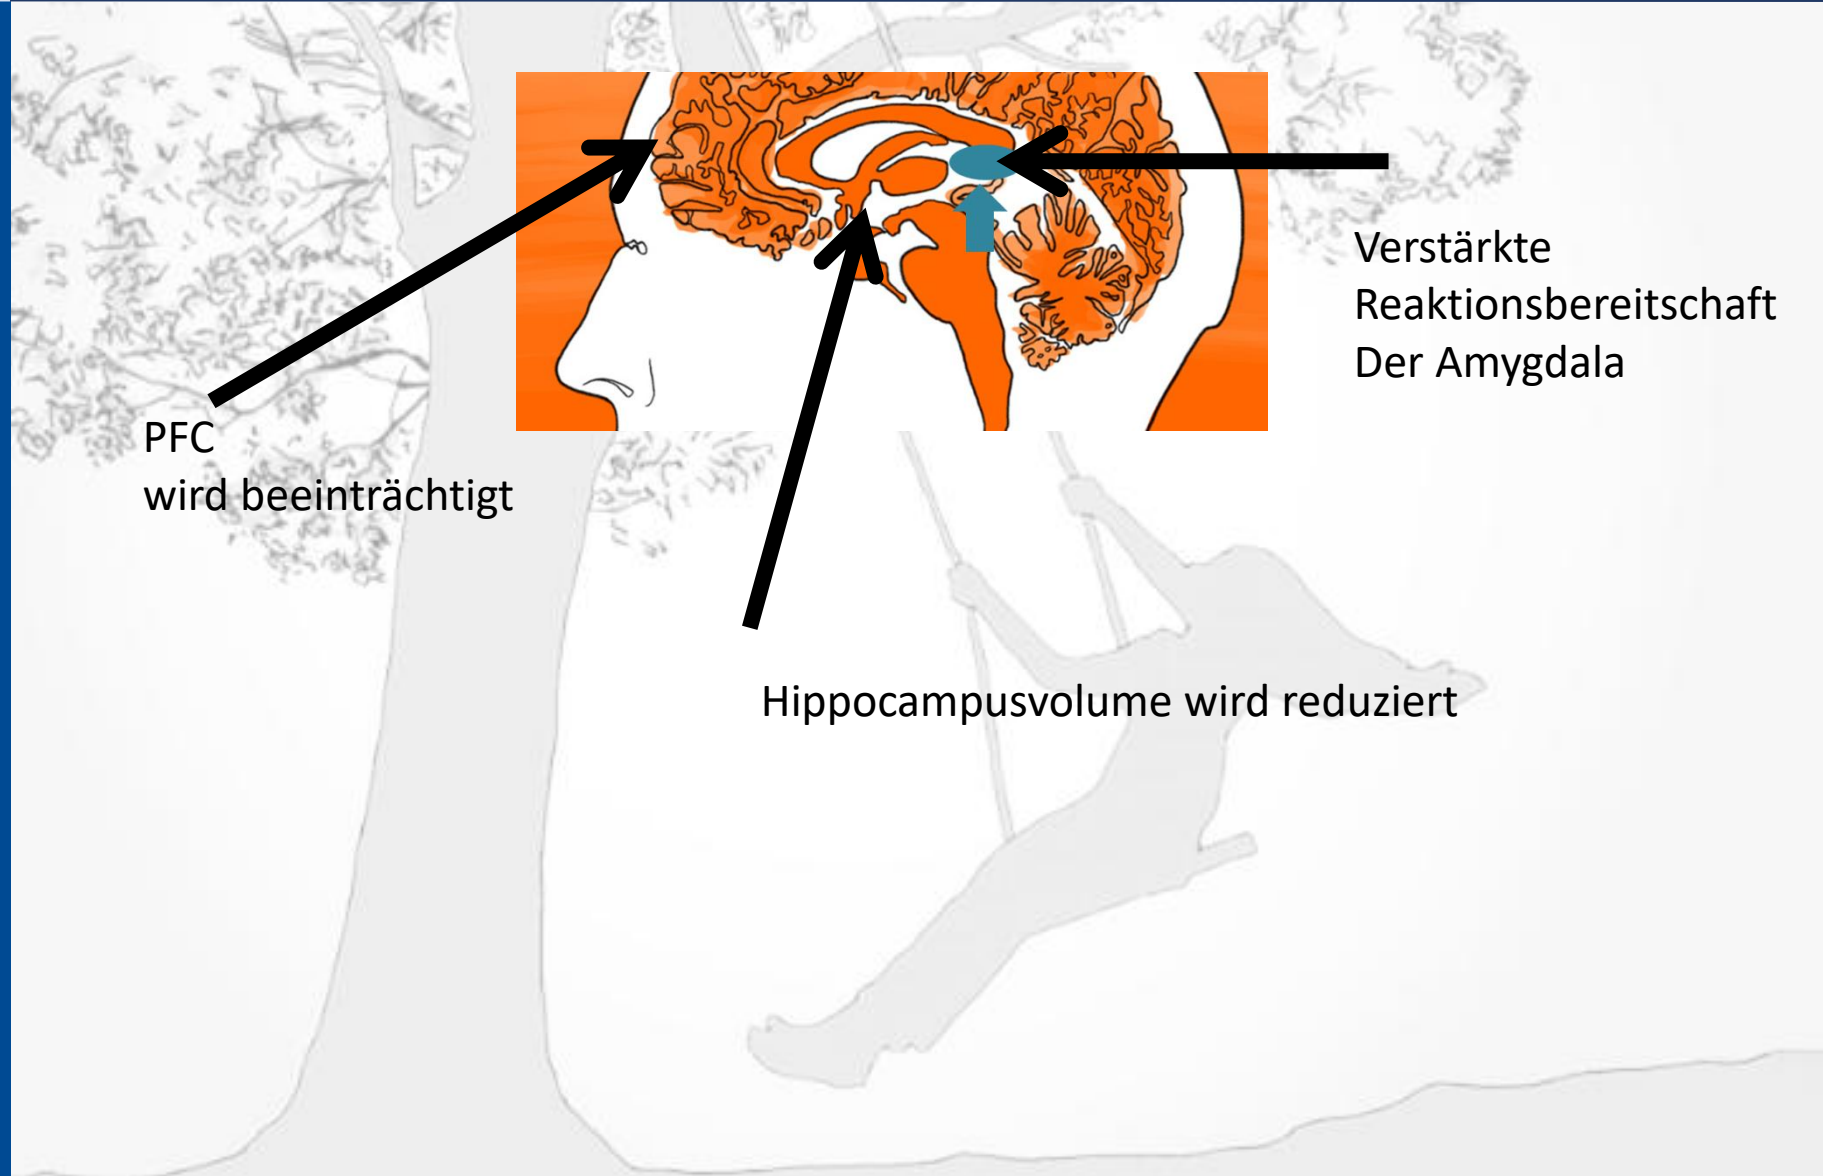 PFC
wird beeinträchtigt
Verstärkte
Reaktionsbereitschaft
Der Amygdala
Hippocampusvolume wird reduziert